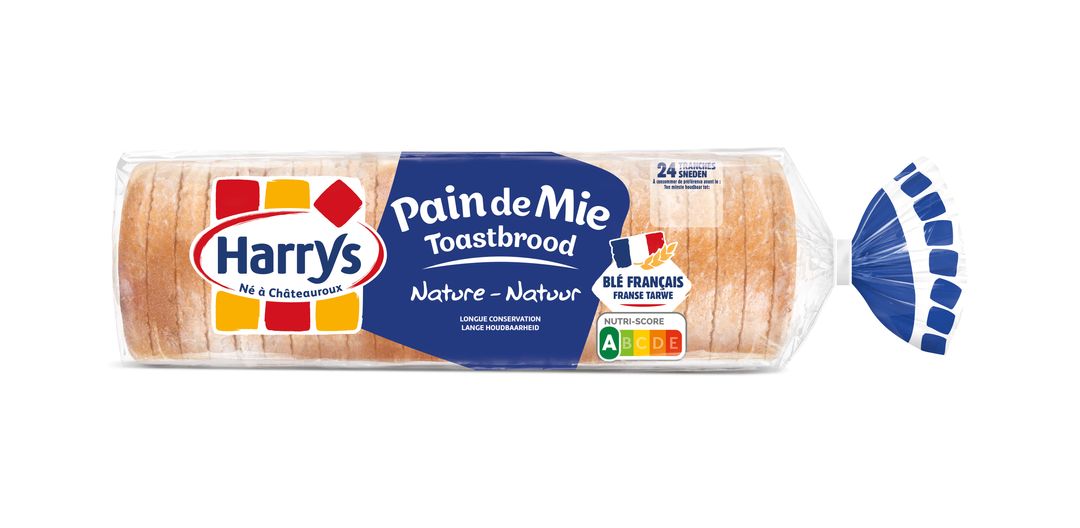 Harrys
Né à Châteauroux
Pain de Mie
Toastbrood
Nature - Natuur
LONGUE CONSERVATION
LANGE HOUDBAARHEID
24 TRANCHES
SNEDEN
À consommer de préférence avant le :
Ten minste houdbaar tot:
BLÉ FRANÇAIS
FRANSE TARWE
NUTRI-SCORE
A B C D E